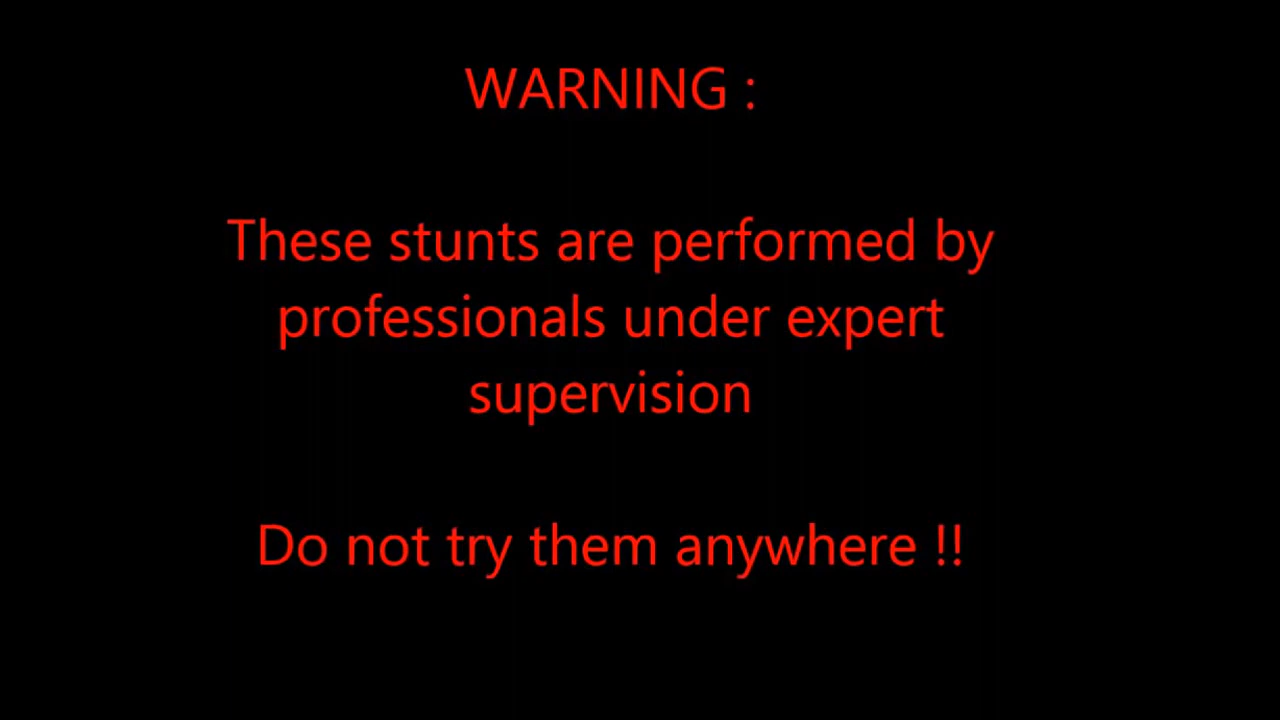 WARNING :
These stunts are performed by
professionals under expert
supervision
Do not try them anywhere !!